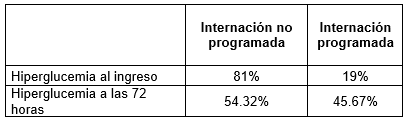 Internación no Internación
programada programada
Hiperglucemia al ingreso 81% 19%
Hiperglucemia a las 72 54.32% 45.67%
horas